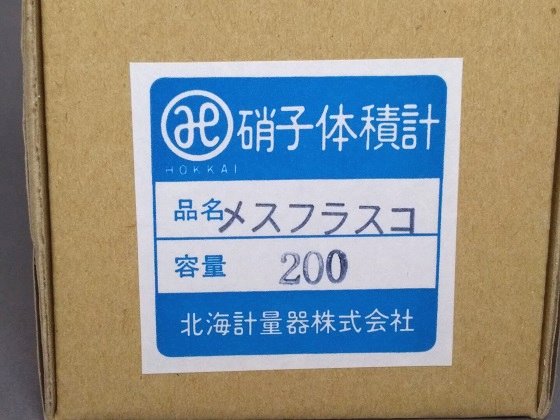 硝子体積計
HOKKAI
品名 メスフラスコ
容量 200
北海計量器株式会社